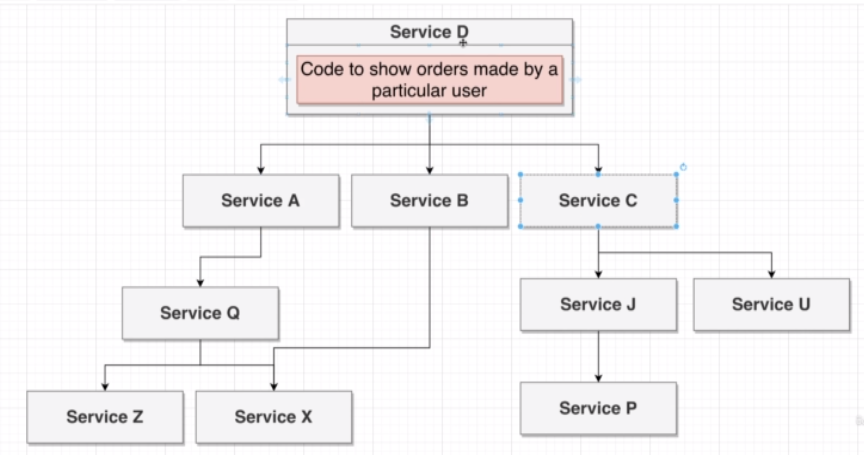 Service D
Code to show orders made by a
particular user
Service A
Service B
Service C
Service Q
Service J
Service U
Service Z
Service X
Service P